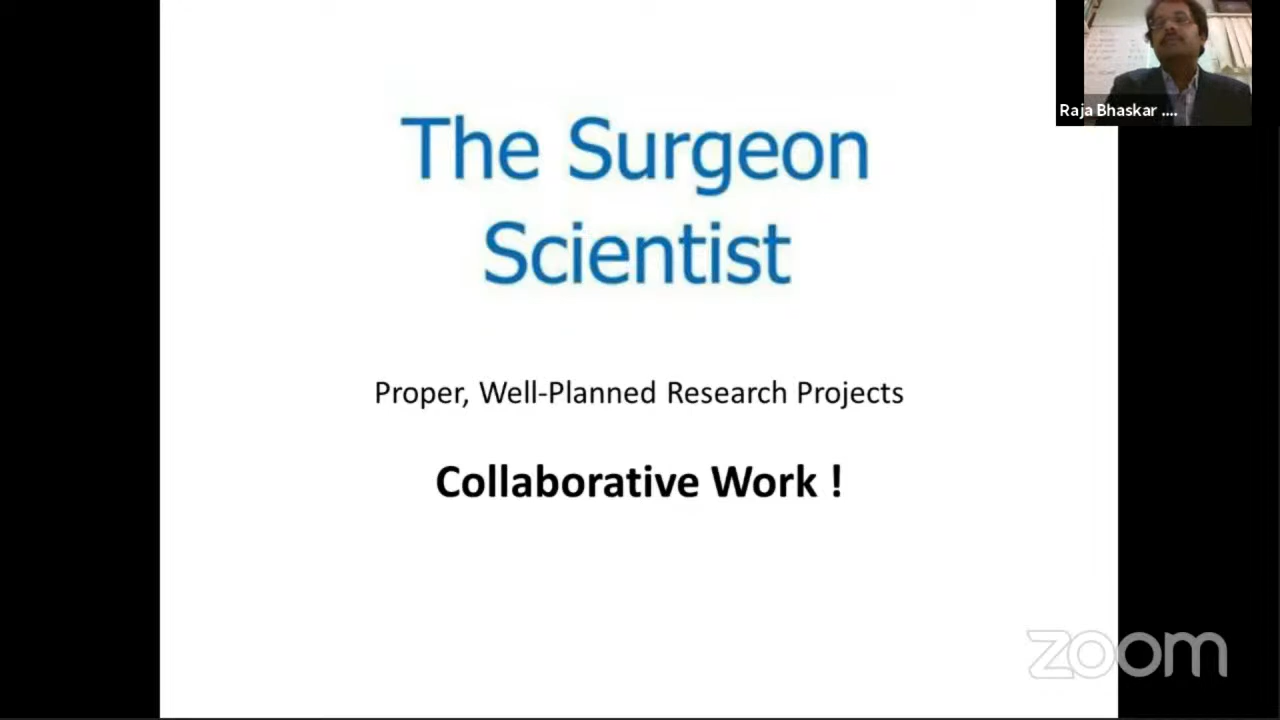 The Surgeon
Scientist
Proper, Well-Planned Research Projects
Collaborative Work !
Raja Bhaskar ....
zoom